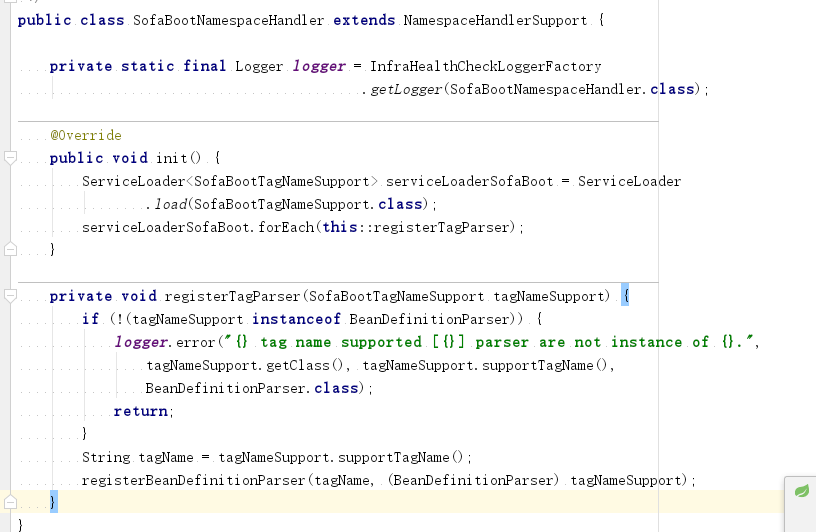 public class SofaBootNamespaceHandler extends NamespaceHandlerSupport {
private static final Logger logger = InfraHealthCheckLoggerFactory
.getLogger(SofaBootNamespaceHandler.class);
@Override
public void init() {
ServiceLoader<SofaBootTagNameSupport> serviceLoaderSofaBoot = ServiceLoader
.load(SofaBootTagNameSupport.class);
serviceLoaderSofaBoot.forEach(this::registerTagParser);
}
private void registerTagParser(SofaBootTagNameSupport tagNameSupport) {
if (!(tagNameSupport instanceof BeanDefinitionParser)) {
logger.error("{} tag name supported [{}] parser are not instance of {}.",
tagNameSupport.getClass(), tagNameSupport.supportTagName(),
BeanDefinitionParser.class);
return;
}
String tagName = tagNameSupport.supportTagName();
registerBeanDefinitionParser(tagName, (BeanDefinitionParser) tagNameSupport);
}
}